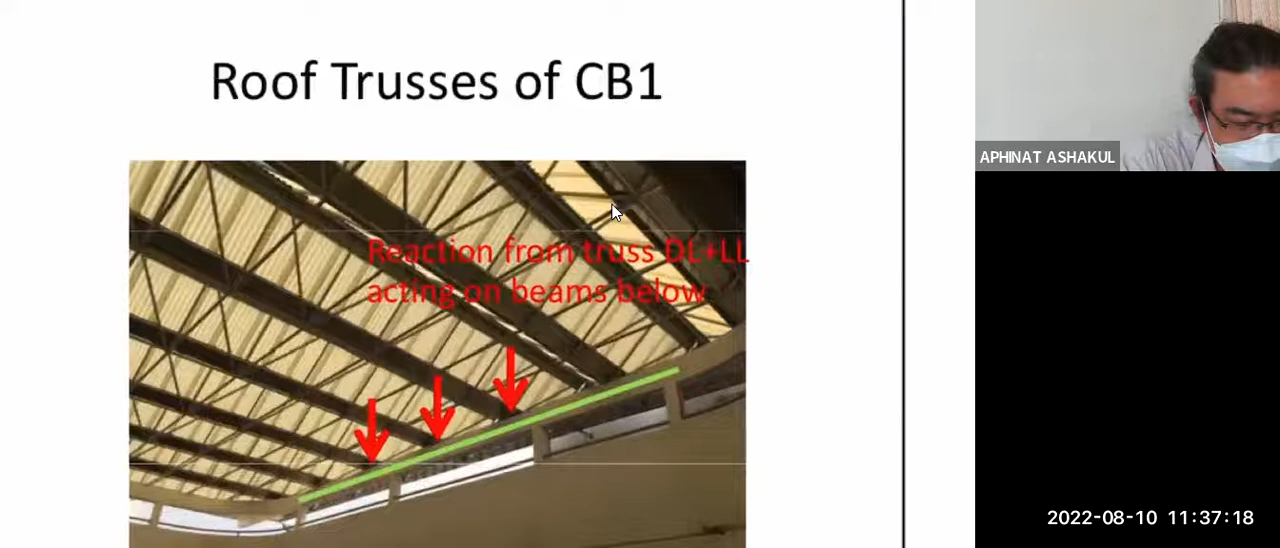 Roof Trusses of CB1
Reaction from truss DL+LL
acting on beams below
APHINAT ASHAKUL
2022-08-10 11:37:18